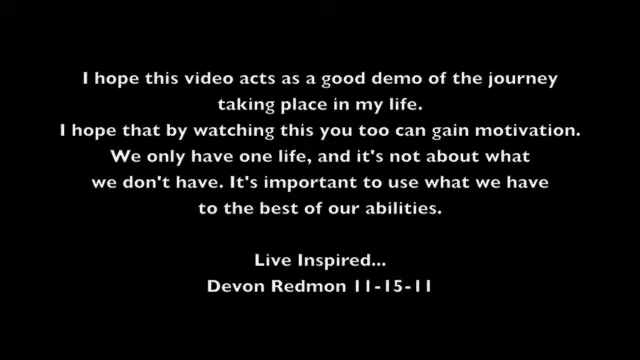 I hope this video acts as a good demo of the journey
taking place in my life.
I hope that by watching this you too can gain motivation.
We only have one life, and it's not about what
we don't have. It's important to use what we have
to the best of our abilities.
Live Inspired...
Devon Redmon 11-15-11